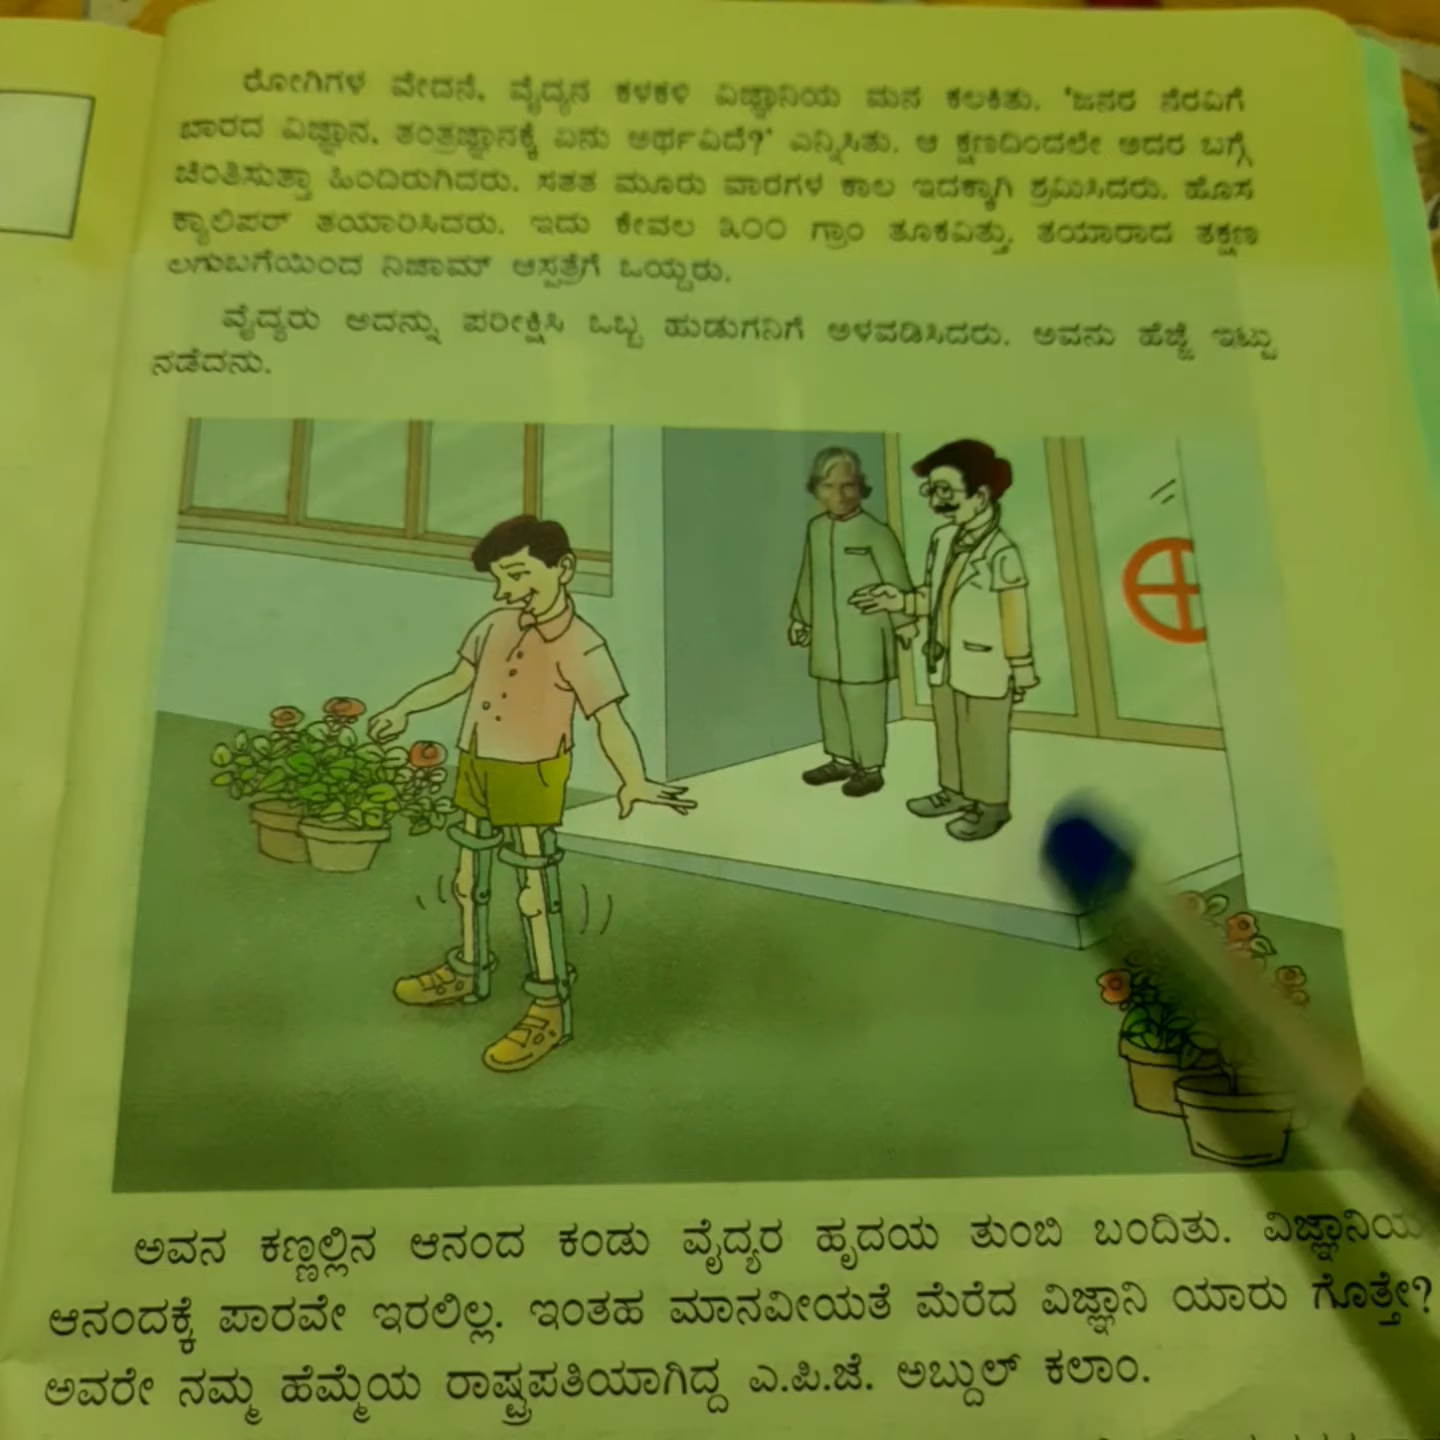 ರೋಗಿಗಳ ವೇದನೆ, ವೈದ್ಯನ ಕಳಕಳಿ ವಿಜ್ಞಾನಿಯ ಮನ ಕಲಕಿತು. 'ಜನರ ನೆರವಿಗೆ
ಬಾರದ ವಿಜ್ಞಾನ, ತಂತ್ರಜ್ಞಾನಕ್ಕೆ ಏನು ಅರ್ಥವಿದೆ?' ಎನ್ನಿಸಿತು. ಆ ಕ್ಷಣದಿಂದಲೇ ಅದರ ಬಗ್ಗೆ
ಚಿಂತಿಸುತ್ತಾ ಹಿಂದಿರುಗಿದರು. ಸತತ ಮೂರು ವಾರಗಳ ಕಾಲ ಇದಕ್ಕಾಗಿ ಶ್ರಮಿಸಿದರು. ಹೊಸ
ಕ್ಯಾಲಿಪರ್ ತಯಾರಿಸಿದರು. ಇದು ಕೇವಲ ೩೦೦ ಗ್ರಾಂ ತೂಕವಿತ್ತು. ತಯಾರಾದ ತಕ್ಷಣ
ಲಗುಬಗೆಯಿಂದ ನಿಜಾಮ್ ಆಸ್ಪತ್ರೆಗೆ ಒಯ್ದರು.
ವೈದ್ಯರು ಅದನ್ನು ಪರೀಕ್ಷಿಸಿ ಒಬ್ಬ ಹುಡುಗನಿಗೆ ಅಳವಡಿಸಿದರು. ಅವನು ಹೆಜ್ಜೆ ಇಟ್ಟು
ನಡೆದನು.
ಅವನ ಕಣ್ಣಲ್ಲಿನ ಆನಂದ ಕಂಡು ವೈದ್ಯರ ಹೃದಯ ತುಂಬಿ ಬಂದಿತು. ವಿಜ್ಞಾನಿಯ
ಆನಂದಕ್ಕೆ ಪಾರವೇ ಇರಲಿಲ್ಲ. ಇಂತಹ ಮಾನವೀಯತೆ ಮೆರೆದ ವಿಜ್ಞಾನಿ ಯಾರು ಗೊತ್ತೇ?
ಅವರೇ ನಮ್ಮ ಹೆಮ್ಮೆಯ ರಾಷ್ಟ್ರಪತಿಯಾಗಿದ್ದ ಎ.ಪಿ.ಜೆ. ಅಬ್ದುಲ್ ಕಲಾಂ.